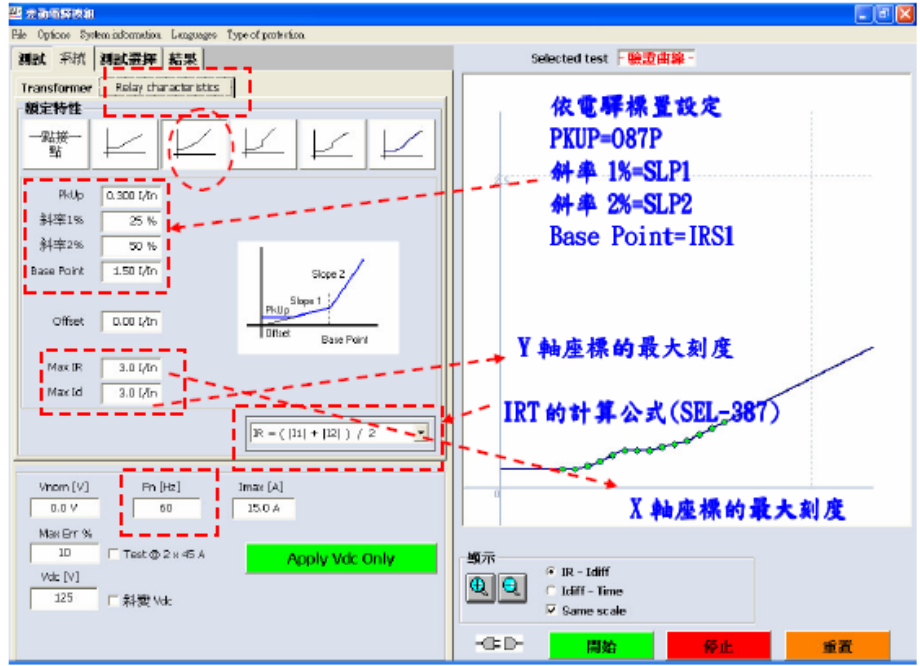 差動電驛模組
File Options System information Languages Type of protection
測試 系統 測試選擇 結果
Selected test - 驗證曲線 -
Transformer Relay characteristics
額定特性
一點接一
點
PkUp 0.300 I/In
斜率1% 25 %
斜率2% 50 %
Base Point 1.50 I/In
Offset 0.00 I/In
Max IR 3.0 I/In
Max Id 3.0 I/In
Slope 2
Slope 1
PkUp
Offset
Base Point
IR = ( |I1| + |I2| ) / 2
依電驛標置設定
PKUP=O87P
斜率 1%=SLP1
斜率 2%=SLP2
Base Point=IRS1
Y 軸座標的最大刻度
IRT 的計算公式(SEL-387)
X 軸座標的最大刻度
0
Vnom [V] Fn [Hz] Imax [A]
0.0 V 60 15.0 A
Max Err %
10 Test @ 2 x 45 A
Apply Vdc Only
Vdc [V]
125 斜變 Vdc
顯示
IR - Idiff
Idiff - Time
Same scale
開始 停止 重置